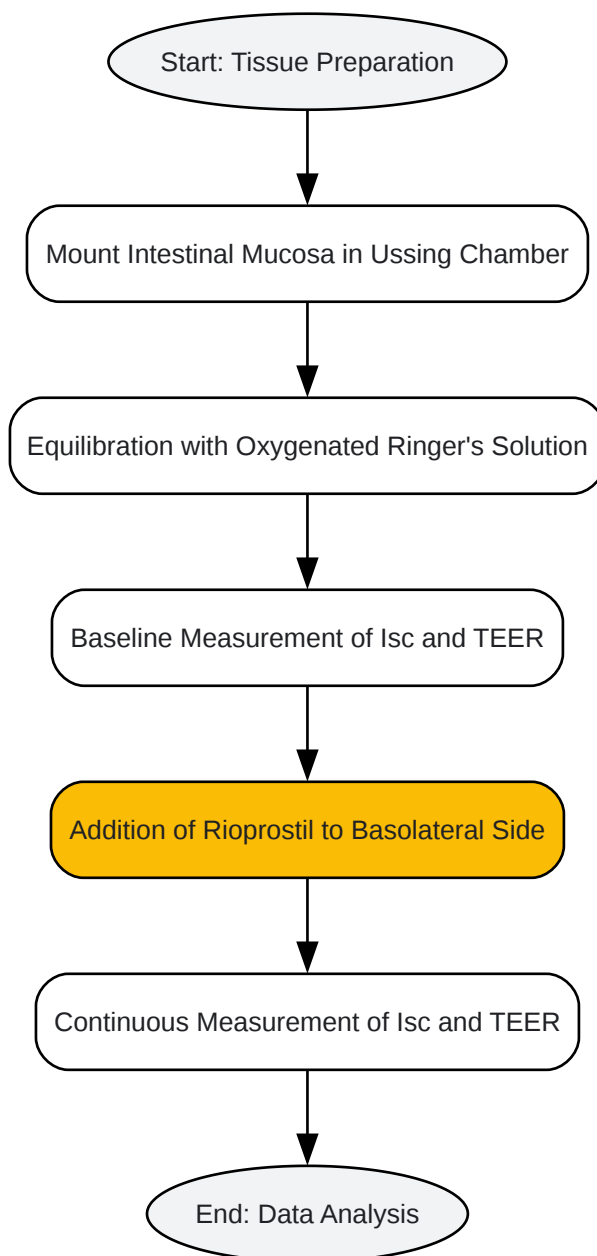 Start: Tissue Preparation
Mount Intestinal Mucosa in Ussing Chamber
Equilibration with Oxygenated Ringer's Solution
Baseline Measurement of Isc and TEER
Addition of Rioprostil to Basolateral Side
Continuous Measurement of Isc and TEER
End: Data Analysis